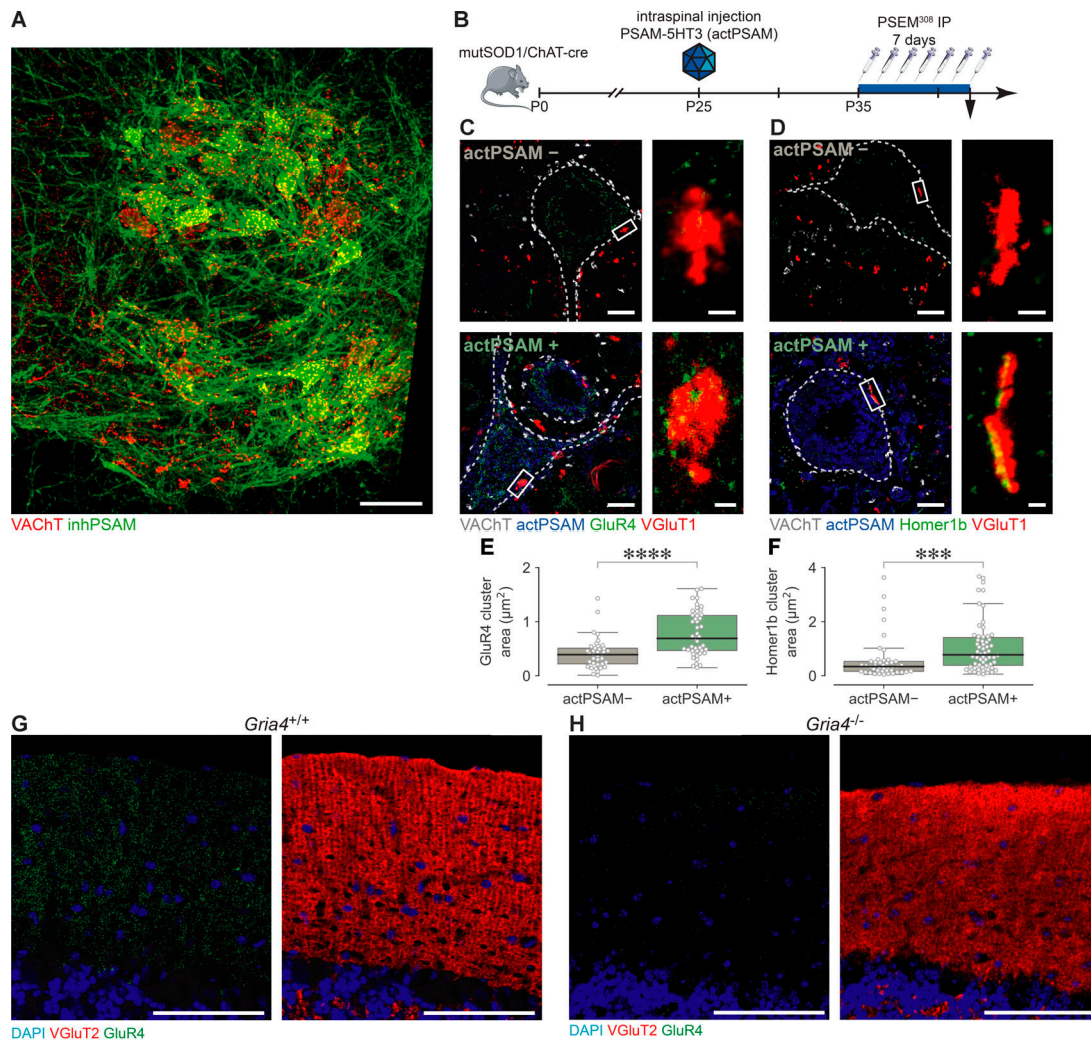 A
VAChT inhPSAM
B
intraspinal injection
PSAM-5HT3 (actPSAM)
PSEM³⁰⁸ IP
7 days
mutSOD1/ChAT-cre
P0
P25
P35
C
actPSAM −
actPSAM +
VAChT actPSAM GluR4 VGluT1
D
actPSAM −
actPSAM +
VAChT actPSAM Homer1b VGluT1
E
****
GluR4 cluster
area (µm²)
2
1
0
actPSAM−
actPSAM+
F
***
Homer1b cluster
area (µm²)
4
2
0
actPSAM−
actPSAM+
G
Gria4⁺/⁺
DAPI VGluT2 GluR4
H
Gria4⁻/⁻
DAPI VGluT2 GluR4